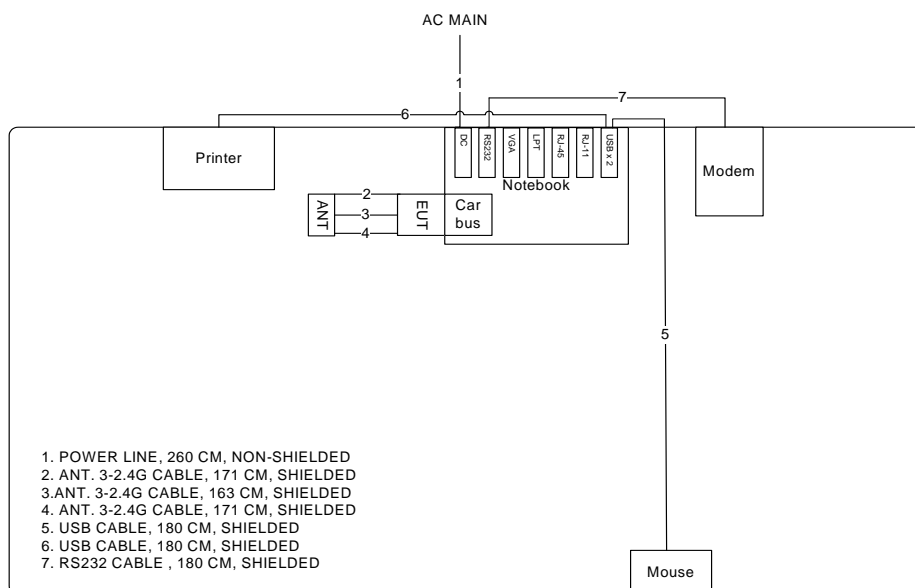 AC MAIN
1
7
6
Printer
DC
RS232
VGA
LPT
RJ-45
RJ-11
USB x 2
Notebook
Modem
ANT
2
3
4
EUT
Car
bus
5
1. POWER LINE, 260 CM, NON-SHIELDED
2. ANT. 3-2.4G CABLE, 171 CM, SHIELDED
3.ANT. 3-2.4G CABLE, 163 CM, SHIELDED
4. ANT. 3-2.4G CABLE, 171 CM, SHIELDED
5. USB CABLE, 180 CM, SHIELDED
6. USB CABLE, 180 CM, SHIELDED
7. RS232 CABLE , 180 CM, SHIELDED
Mouse